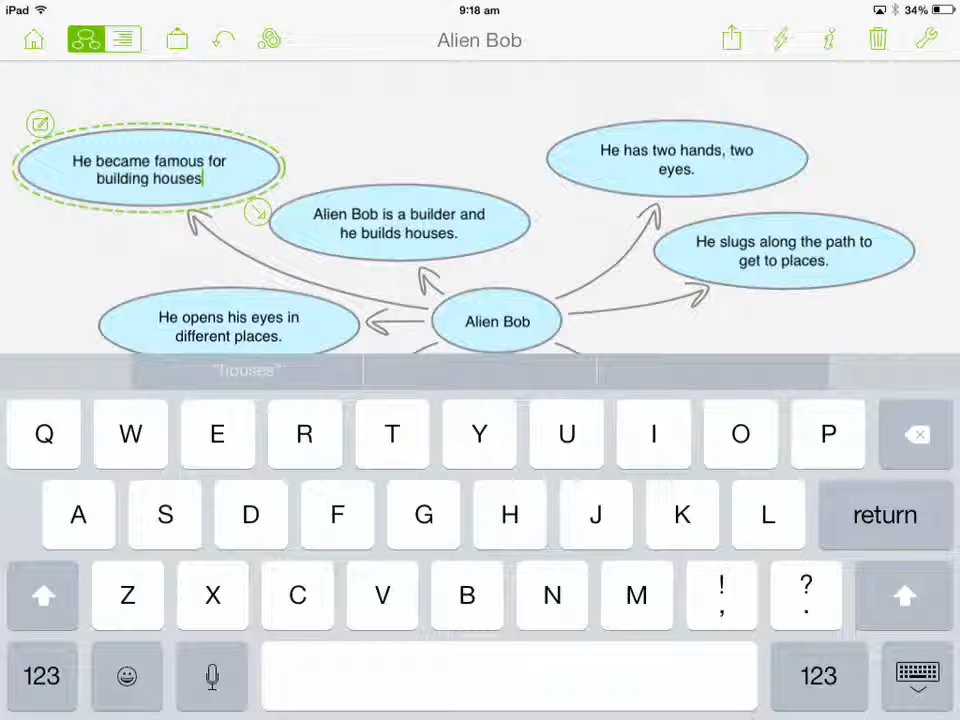 iPad
9:18 am
34%
Alien Bob
He became famous for
building houses
He has two hands, two
eyes.
Alien Bob is a builder and
he builds houses.
He slugs along the path to
get to places.
He opens his eyes in
different places.
Alien Bob
"houses"
Q W E R T Y U I O P
A S D F G H J K L return
Z X C V B N M ! , ? .
123 123